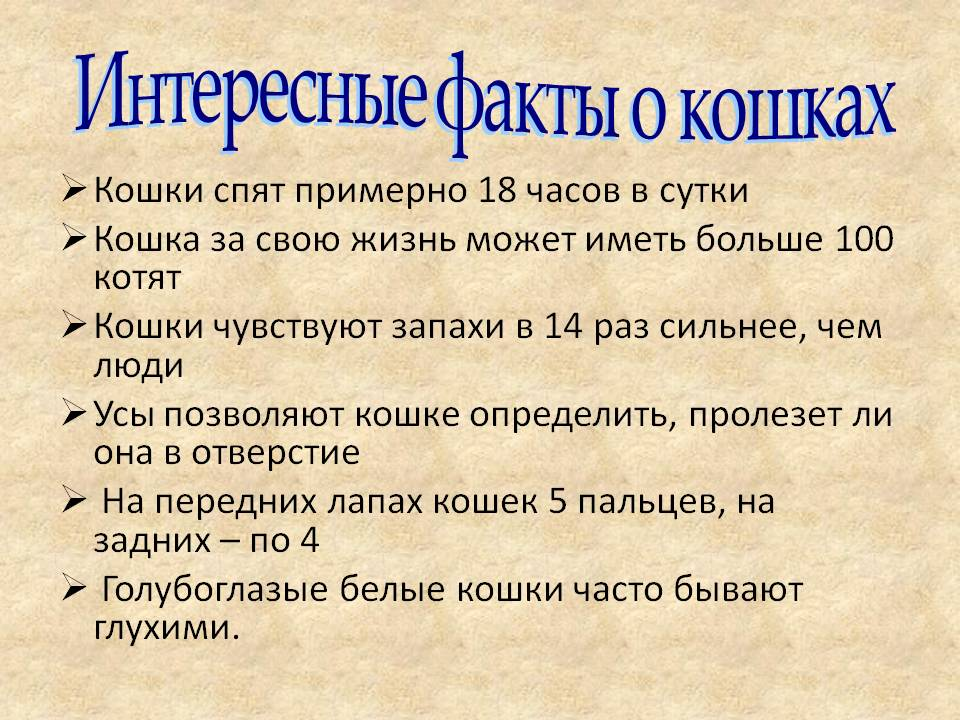 Интересные факты о кошках
➢ Кошки спят примерно 18 часов в сутки
➢ Кошка за свою жизнь может иметь больше 100
котят
➢ Кошки чувствуют запахи в 14 раз сильнее, чем
люди
➢ Усы позволяют кошке определить, пролезет ли
она в отверстие
➢ На передних лапах кошек 5 пальцев, на
задних – по 4
➢ Голубоглазые белые кошки часто бывают
глухими.